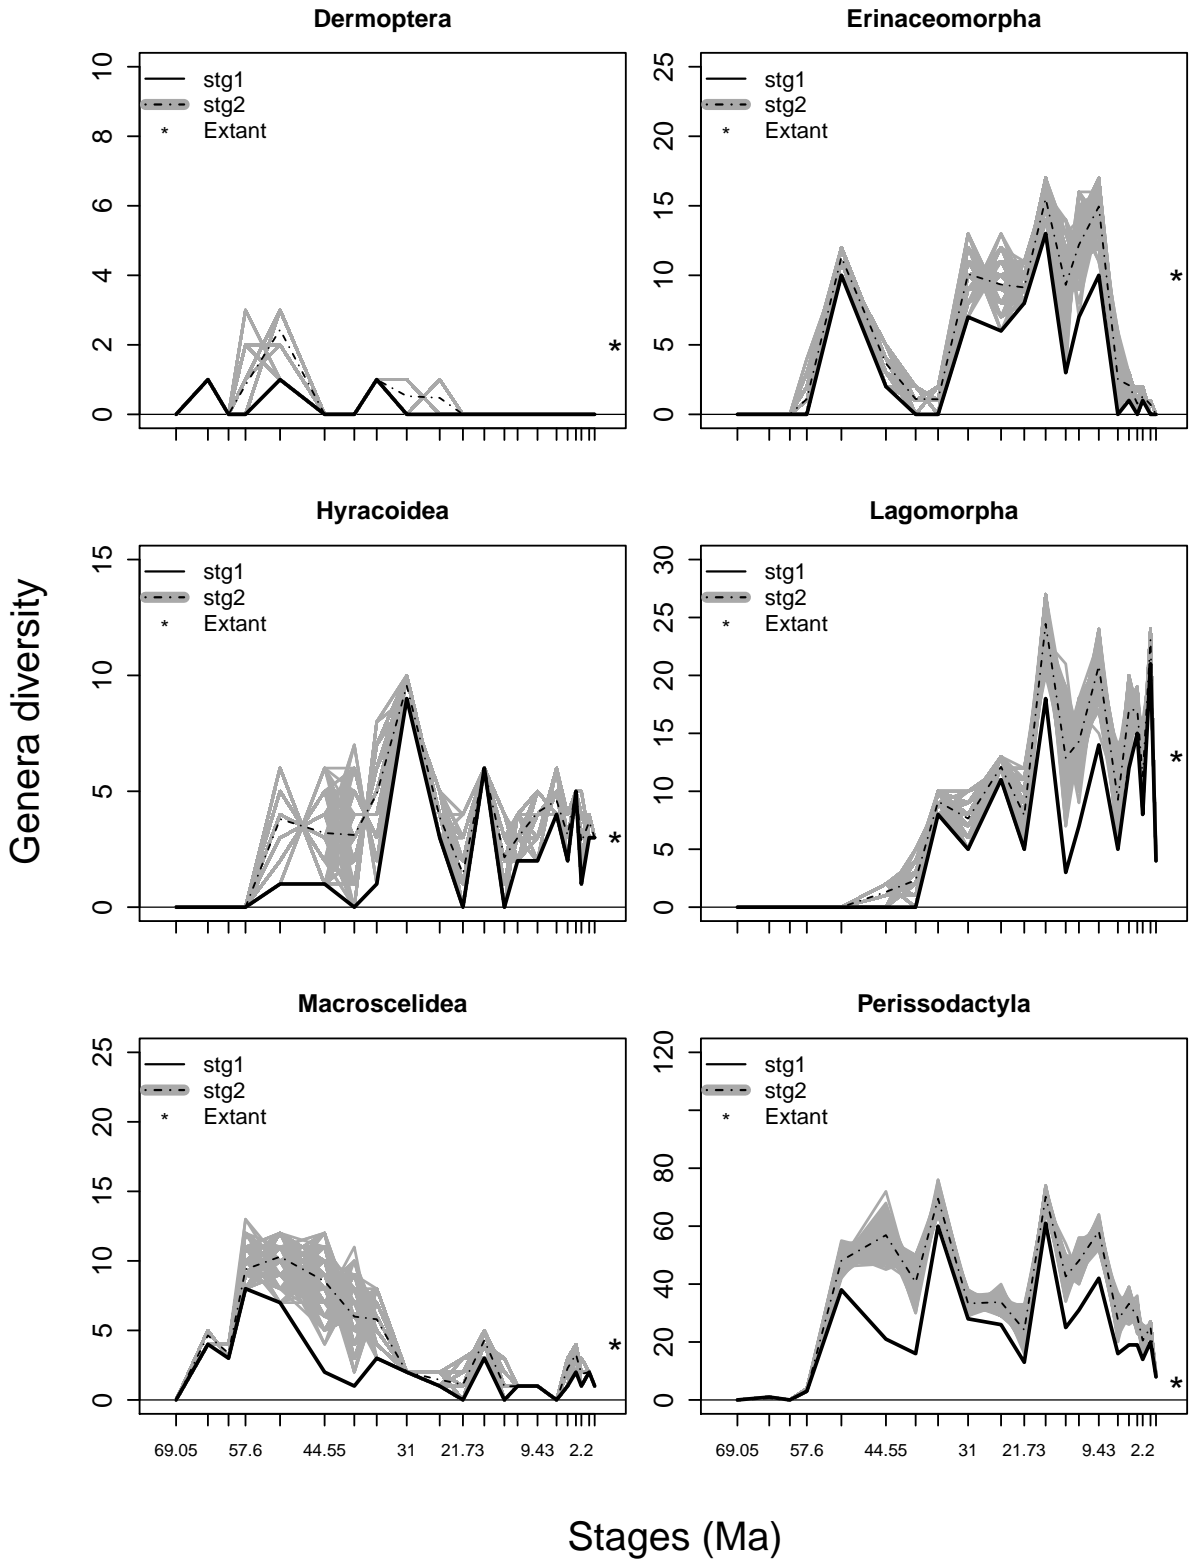 Dermoptera
10
8
6
4
2
0
stg1
stg2
* Extant
*
Erinaceomorpha
25
20
15
10
5
0
stg1
stg2
* Extant
*
Genera diversity
Hyracoidea
15
10
5
0
stg1
stg2
* Extant
*
Lagomorpha
30
25
20
15
10
5
0
stg1
stg2
* Extant
*
Macroscelidea
25
20
15
10
5
0
stg1
stg2
* Extant
*
69.05 57.6 44.55 31 21.73 9.43 2.2
Perissodactyla
120
80
60
40
20
0
stg1
stg2
* Extant
*
69.05 57.6 44.55 31 21.73 9.43 2.2
Stages (Ma)